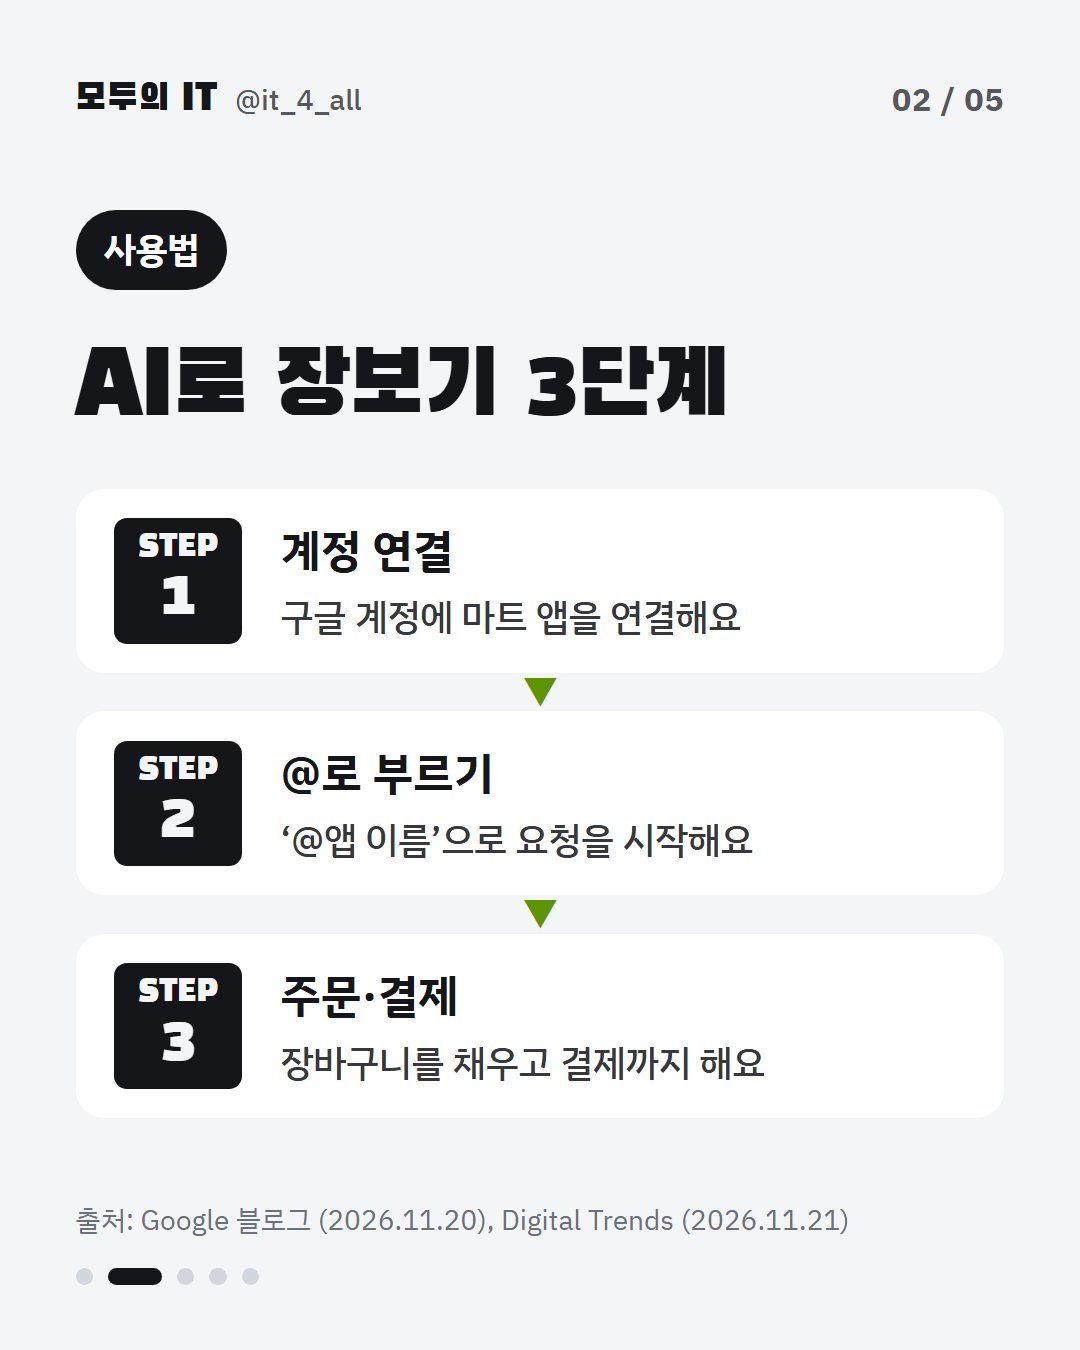 모두의 IT @it_4_all
02 / 05
사용법
AI로 장보기 3단계
STEP
1
계정 연결
구글 계정에 마트 앱을 연결해요
STEP
2
@로 부르기
‘@앱 이름’으로 요청을 시작해요
STEP
3
주문·결제
장바구니를 채우고 결제까지 해요
출처: Google 블로그 (2026.11.20), Digital Trends (2026.11.21)